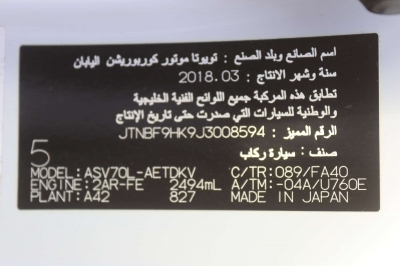 اسم الصانع وبلد الصنع : تويوتا موتور كوربوريشن اليابان
سنة وشهر الانتاج : 2018.03
تطابق هذه المركبة جميع اللوائح الفنية الخليجية
والوطنية للسيارات التي صدرت حتى تاريخ الإنتاج
الرقم المميز : JTNBF9HK9J3008594
صنف : سيارة ركاب
5
MODEL: ASV70L-AETDKV C/TR: 089/FA40
ENGINE: 2AR-FE 2494mL A/TM: -04A/U760E
PLANT: A42 827 MADE IN JAPAN